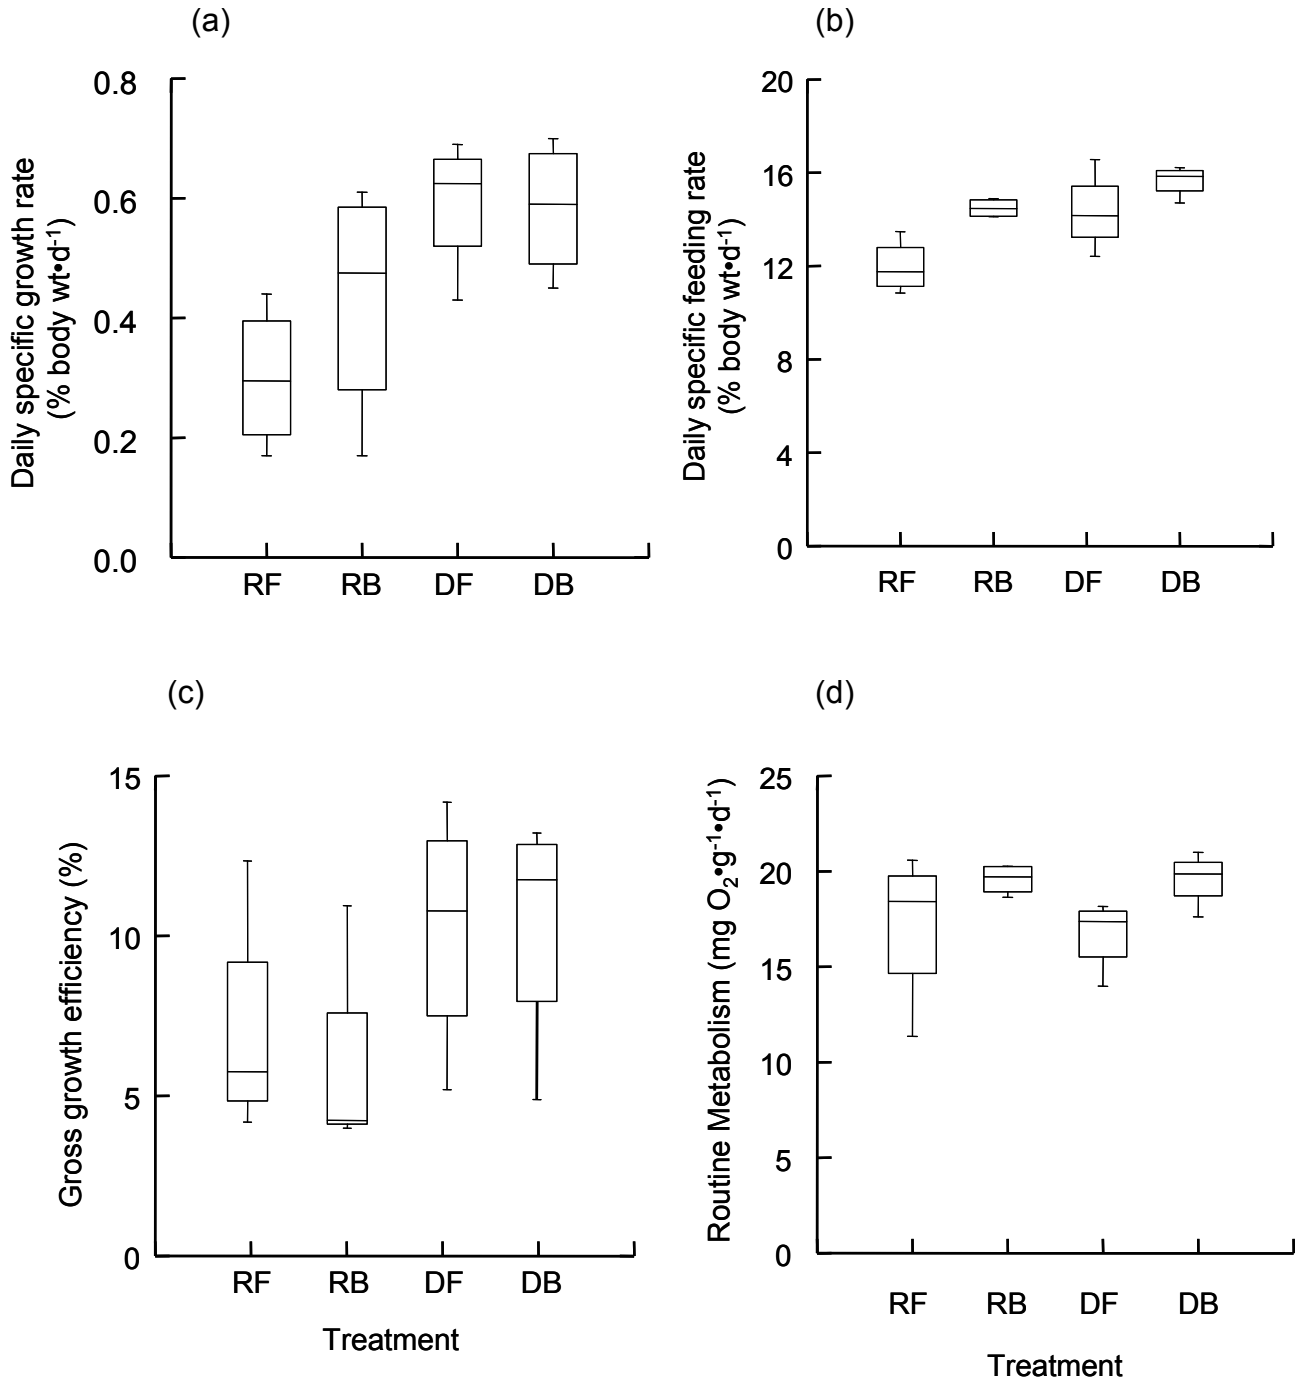 (a)
Daily specific growth rate
(% body wt•d⁻¹)
0.8
0.6
0.4
0.2
0.0
RF RB DF DB
(b)
Daily specific feeding rate
(% body wt•d⁻¹)
20
16
12
8
4
0
RF RB DF DB
(c)
Gross growth efficiency (%)
15
10
5
0
RF RB DF DB
Treatment
(d)
Routine Metabolism (mg O₂•g⁻¹•d⁻¹)
25
20
15
10
5
0
RF RB DF DB
Treatment